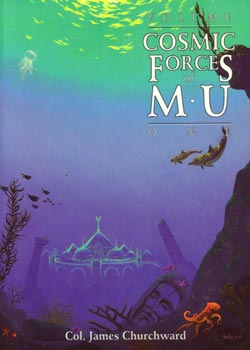 VOLUME
COSMIC
FORCES
of
M·U
ONE
Col. James Churchward